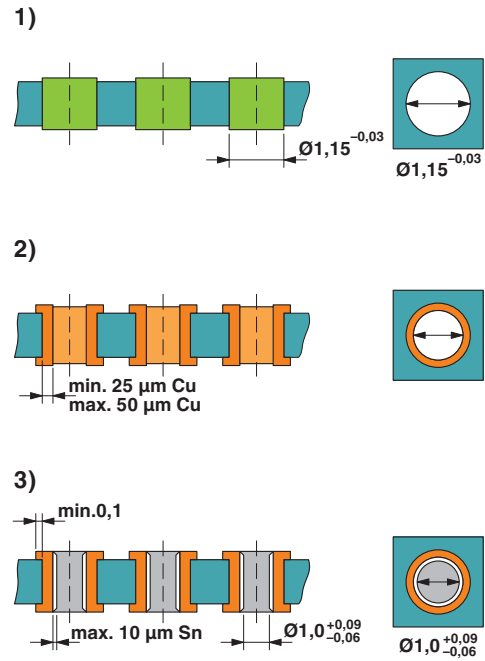 1)
Ø1,15 −0,03
Ø1,15 −0,03
2)
min. 25 µm Cu
max. 50 µm Cu
3)
min.0,1
max. 10 µm Sn
Ø1,0 +0,09 −0,06
Ø1,0 +0,09 −0,06